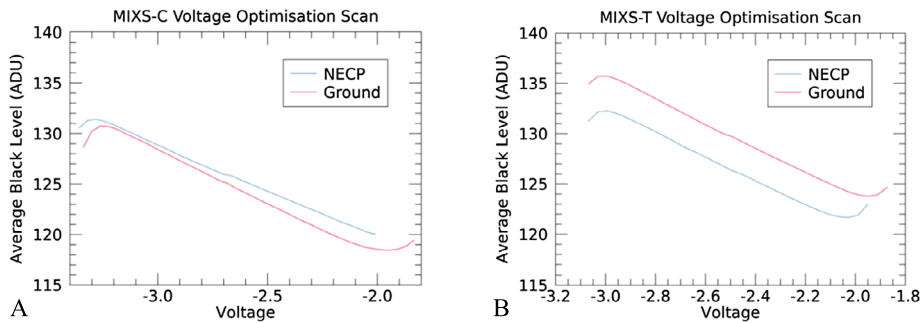 MIXS-C Voltage Optimisation Scan
140
135
130
125
120
115
Average Black Level (ADU)
NECP
Ground
-3.0
-2.5
-2.0
Voltage
A
MIXS-T Voltage Optimisation Scan
140
135
130
125
120
115
Average Black Level (ADU)
NECP
Ground
-3.2
-3.0
-2.8
-2.6
-2.4
-2.2
-2.0
-1.8
Voltage
B